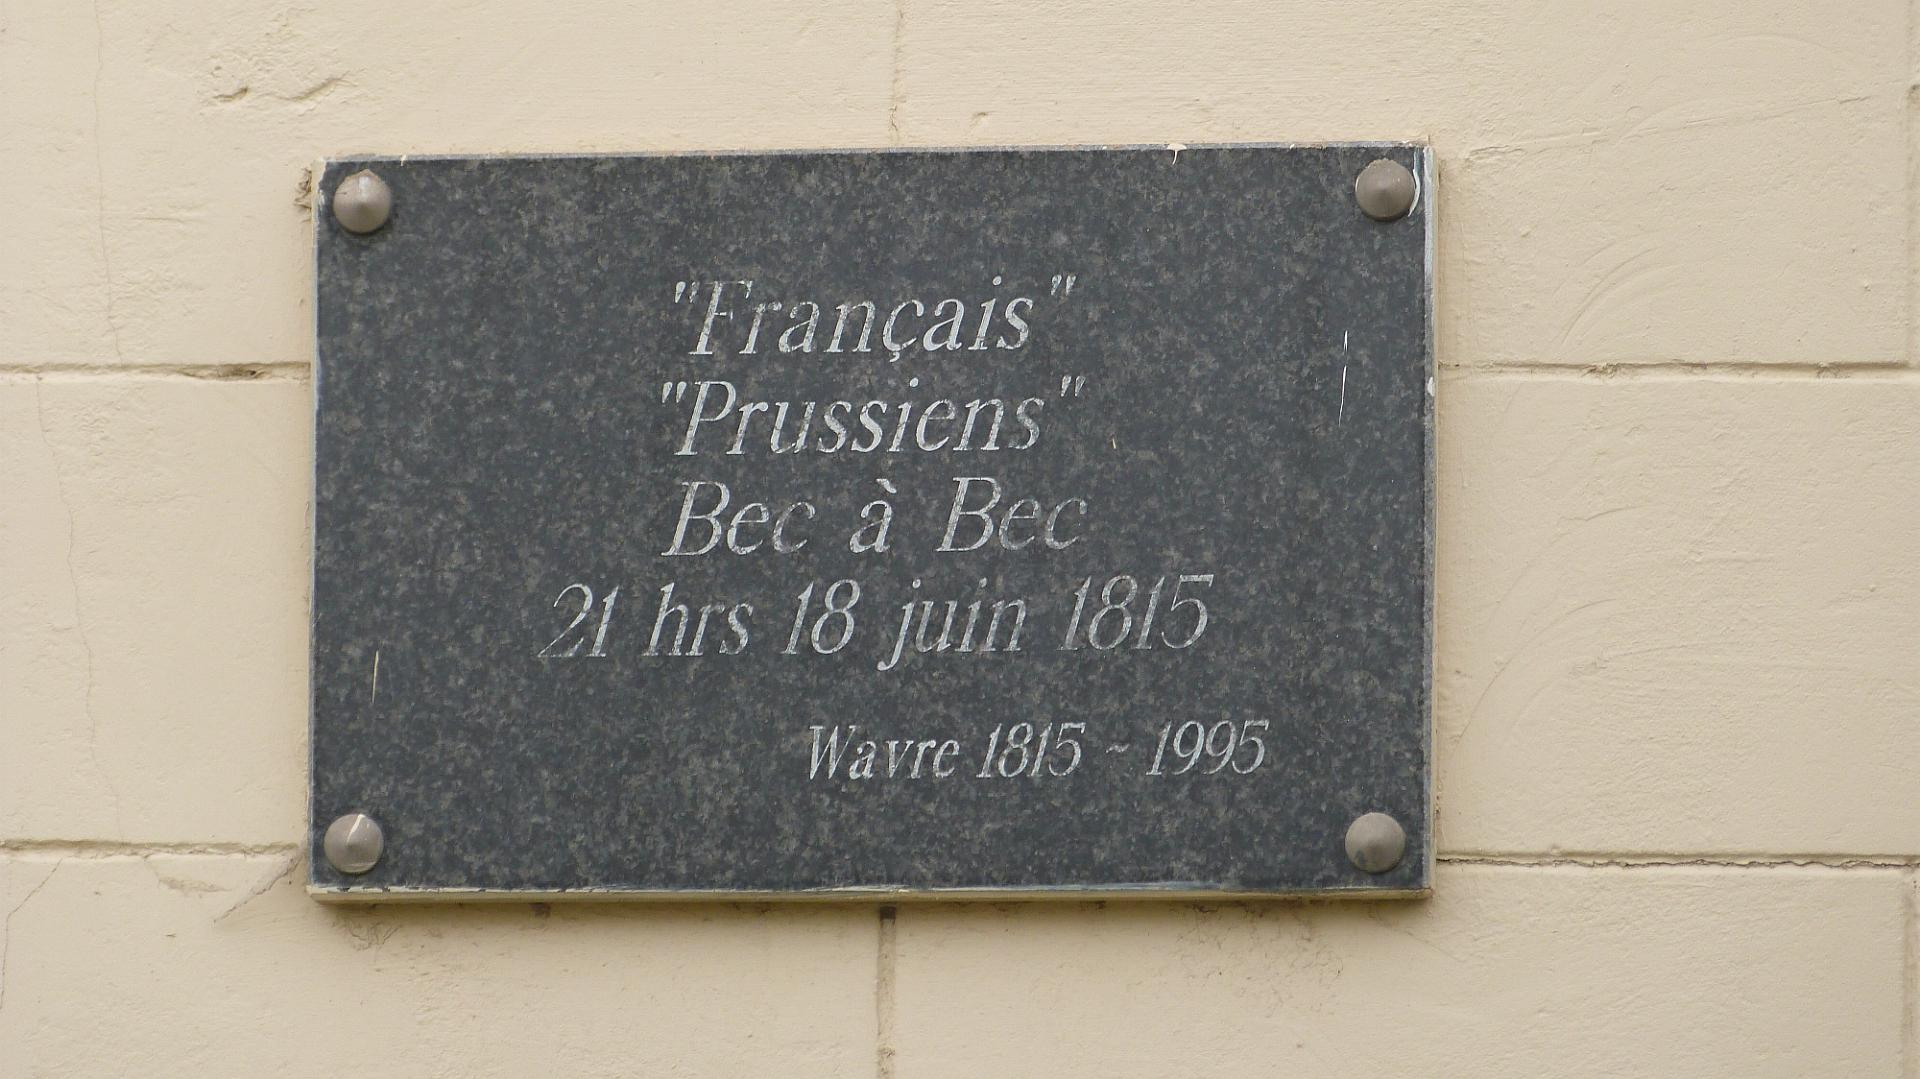 "Français"
"Prussiens"
Bec à Bec
21 hrs 18 juin 1815
Wavre 1815 ~ 1995